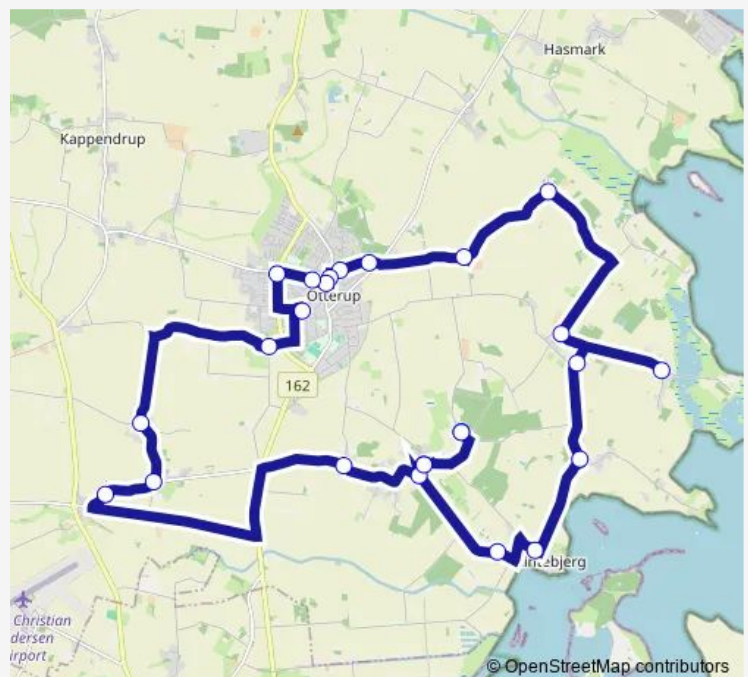 Hasmark
Kappendrup
Otterup
162
Christian
dersen
irport
© OpenStreetMap contributors